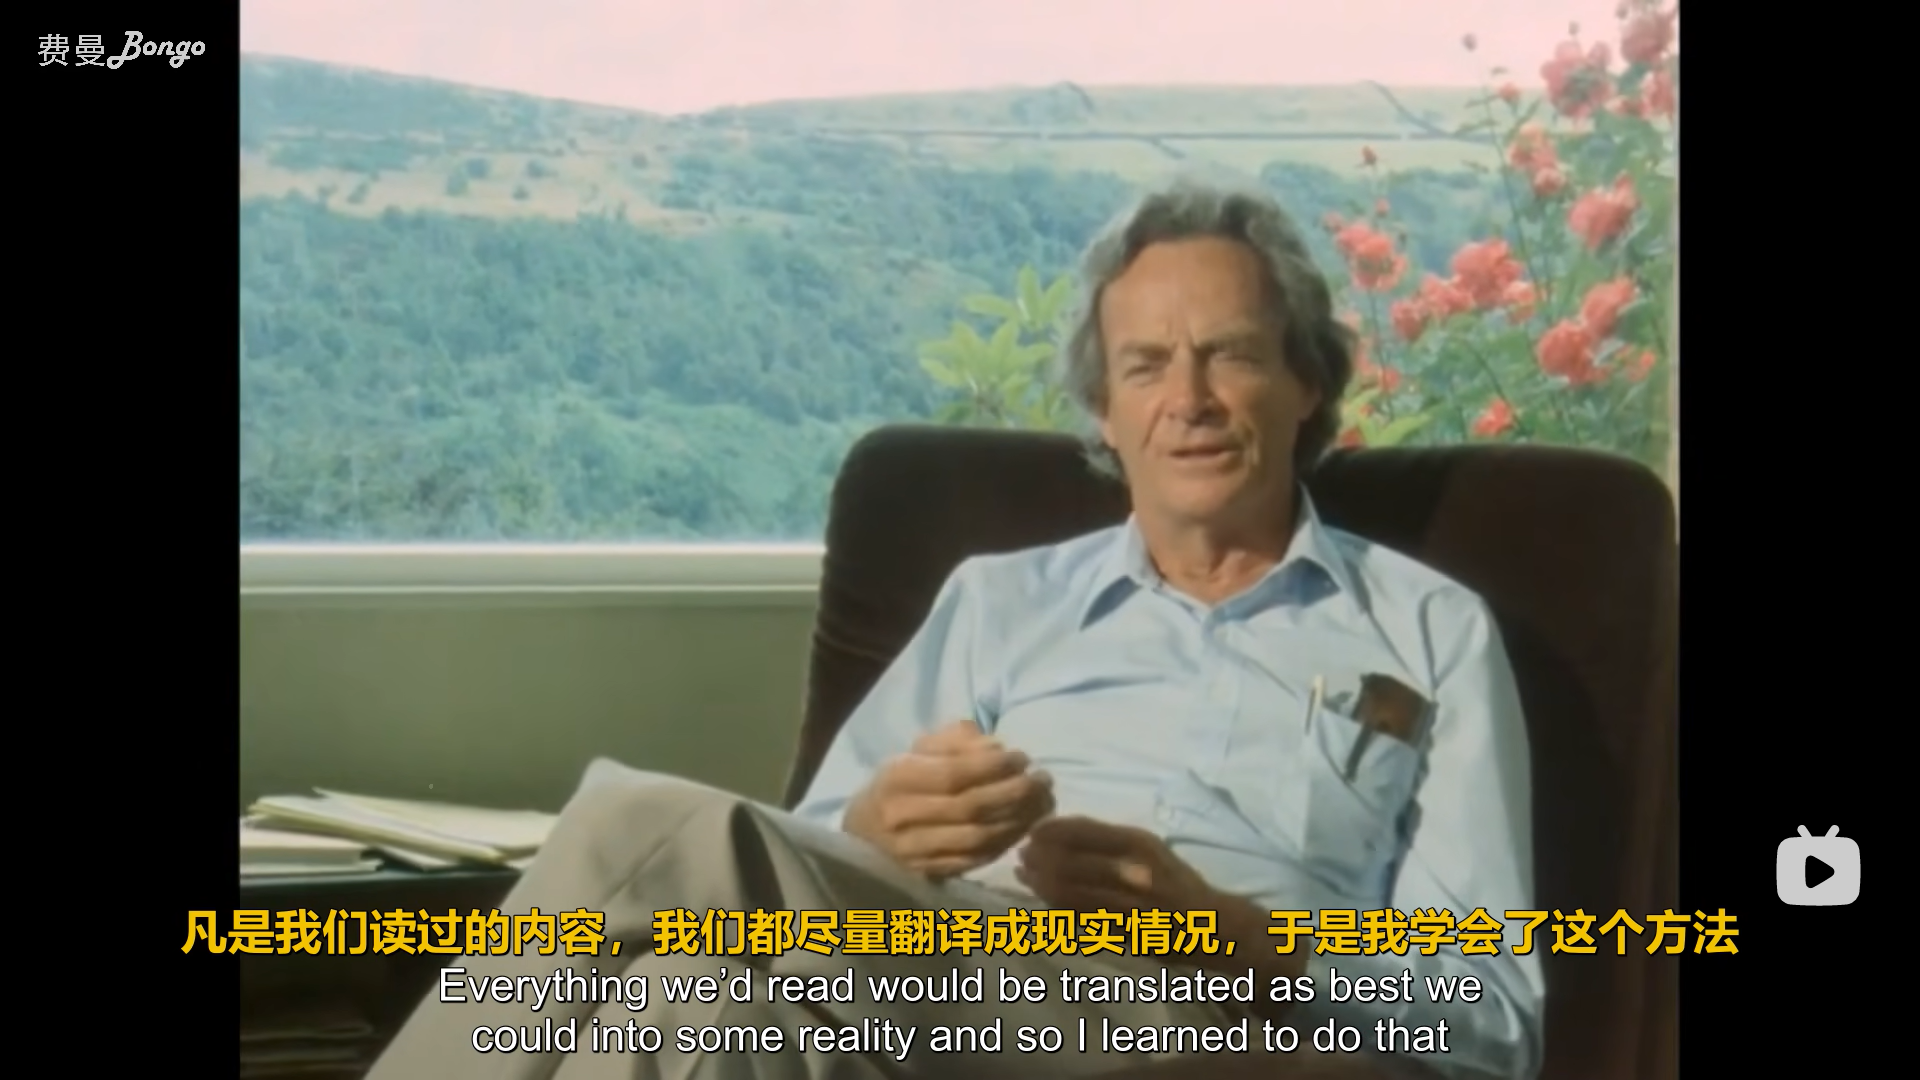 费曼Bongo
凡是我们读过的内容，我们都尽量翻译成现实情况，于是我学会了这个方法
Everything we’d read would be translated as best we
could into some reality and so I learned to do that